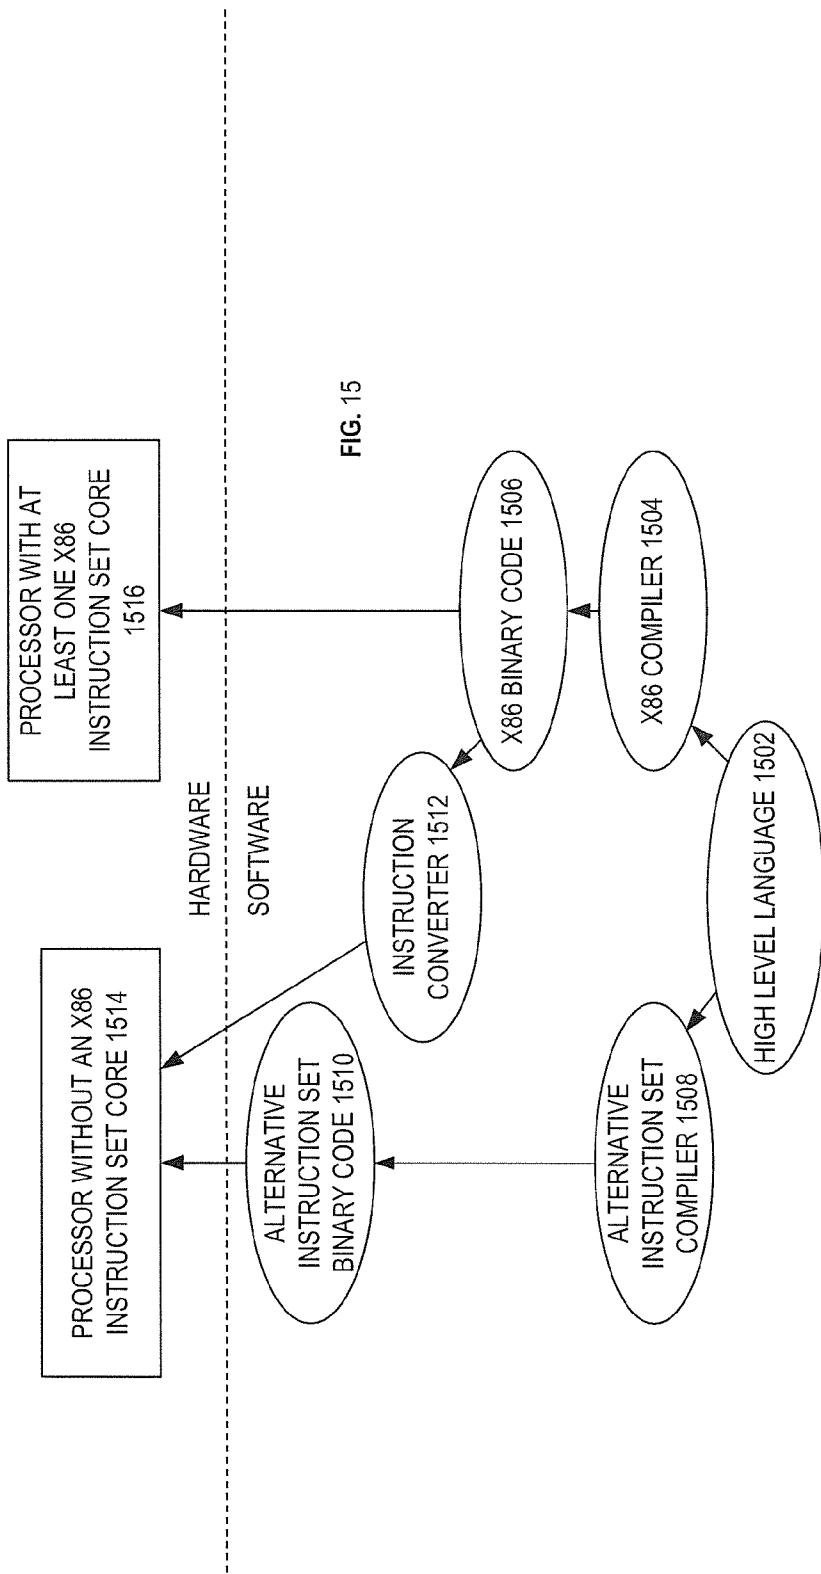 PROCESSOR WITHOUT AN X86
INSTRUCTION SET CORE 1514
PROCESSOR WITH AT
LEAST ONE X86
INSTRUCTION SET CORE
1516
HARDWARE
SOFTWARE
ALTERNATIVE
INSTRUCTION SET
BINARY CODE 1510
INSTRUCTION
CONVERTER 1512
FIG. 15
X86 BINARY CODE 1506
ALTERNATIVE
INSTRUCTION SET
COMPILER 1508
X86 COMPILER 1504
HIGH LEVEL LANGUAGE 1502